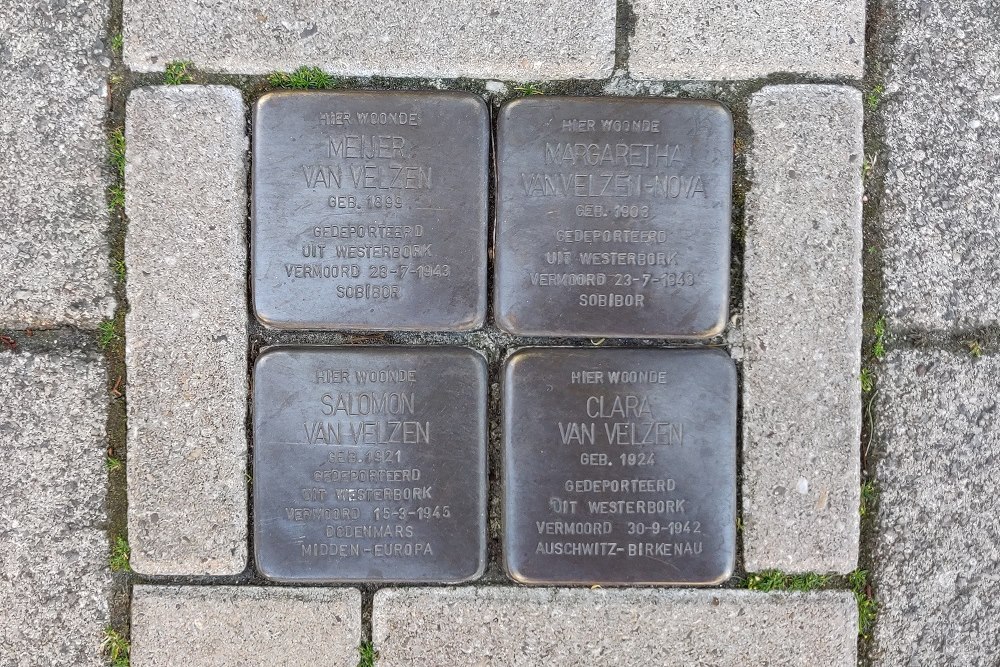 HIER WOONDE
MEIJER
VAN VELZEN
GEB. 1899
GEDEPORTEERD
UIT WESTERBORK
VERMOORD 23-7-1943
SOBIBOR
HIER WOONDE
MARGARETHA
VAN VELZEN-NOVA
GEB. 1903
GEDEPORTEERD
UIT WESTERBORK
VERMOORD 23-7-1943
SOBIBOR
HIER WOONDE
SALOMON
VAN VELZEN
GEB. 1921
GEDEPORTEERD
UIT WESTERBORK
VERMOORD 15-3-1945
DODENMARS
MIDDEN-EUROPA
HIER WOONDE
CLARA
VAN VELZEN
GEB. 1924
GEDEPORTEERD
UIT WESTERBORK
VERMOORD 30-9-1942
AUSCHWITZ-BIRKENAU